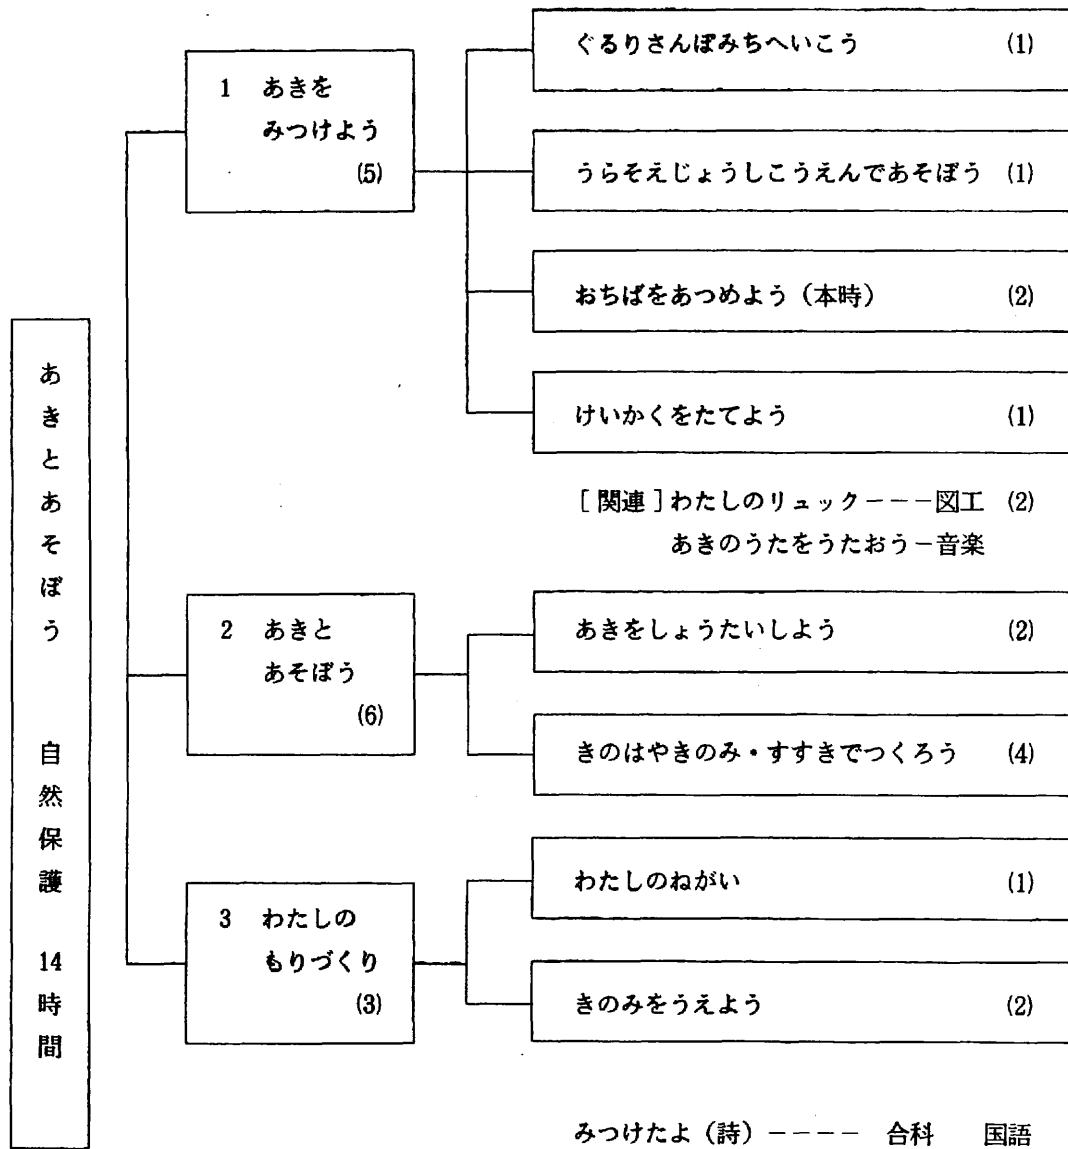 あきとあそぼう　自然保護　14時間
1　あきを
みつけよう
(5)
ぐるりさんぽみちへいこう　(1)
うらそえじょうしこうえんであそぼう　(1)
おちばをあつめよう（本時）　(2)
けいかくをたてよう　(1)
［関連］わたしのリュック－－－図工　(2)
あきのうたをうたおう－音楽
2　あきと
あそぼう
(6)
あきをしょうたいしよう　(2)
きのはやきのみ・すすきでつくろう　(4)
3　わたしの
もりづくり
(3)
わたしのねがい　(1)
きのみをうえよう　(2)
みつけたよ（詩）－－－－　合科　国語